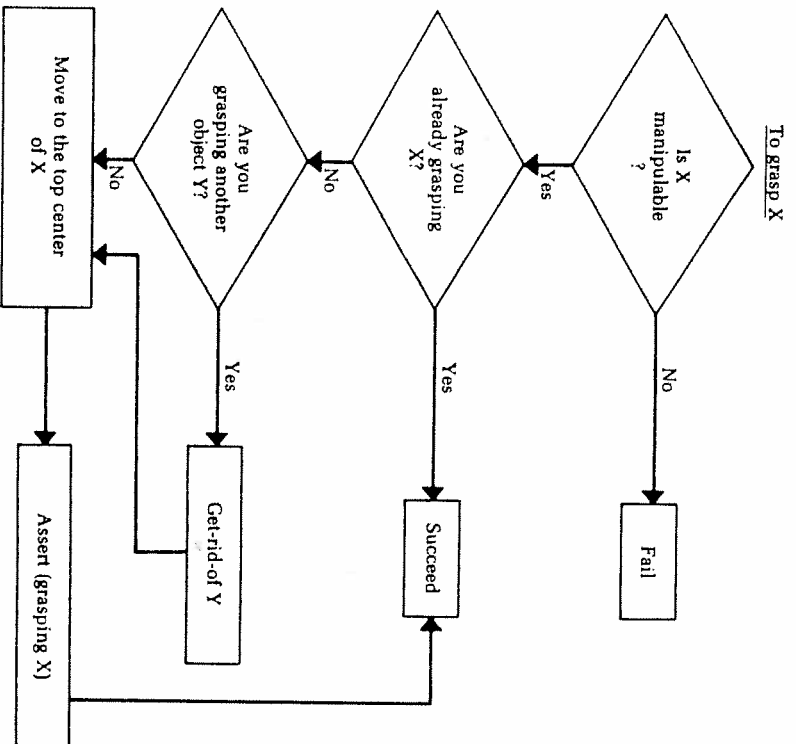 To grasp X
Is X
manipulable
?
No
Fail
Yes
Are you
already grasping
X?
Yes
Succeed
No
Are you
grasping another
object Y?
Yes
Get-rid-of Y
No
Move to the top center
of X
Assert (grasping X)